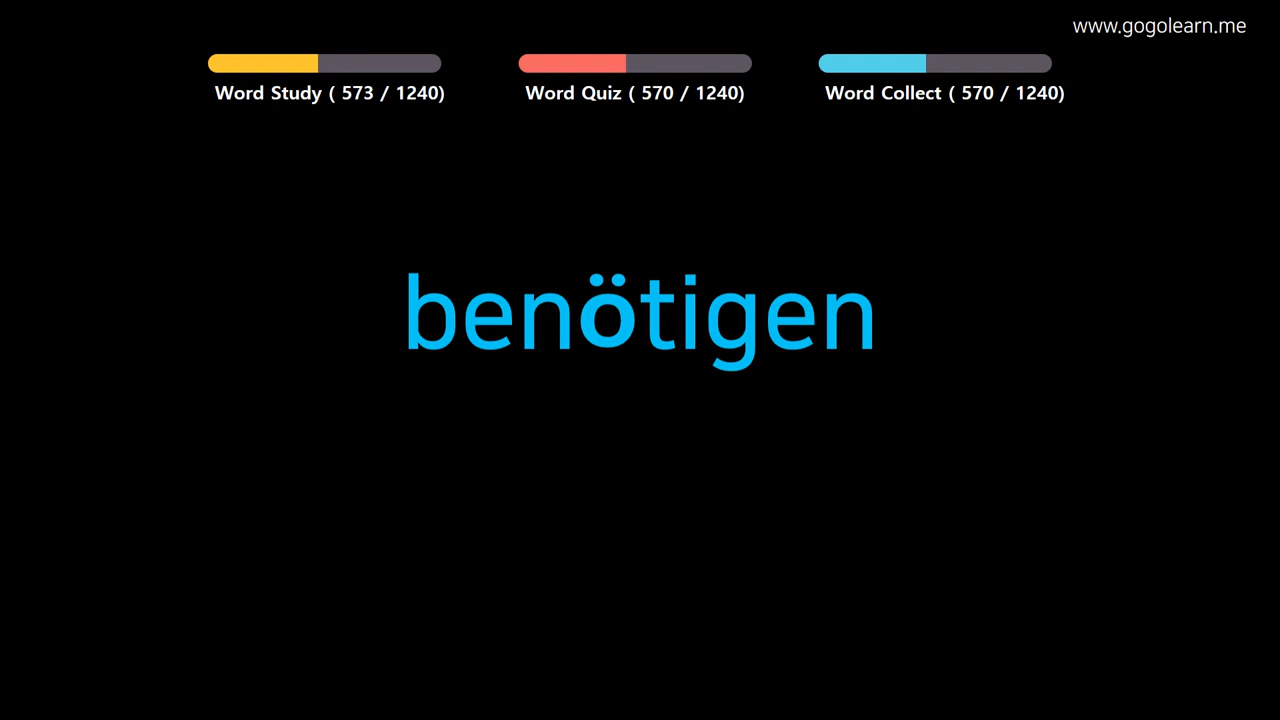 www.gogolearn.me
Word Study ( 573 / 1240)
Word Quiz ( 570 / 1240)
Word Collect ( 570 / 1240)
benötigen